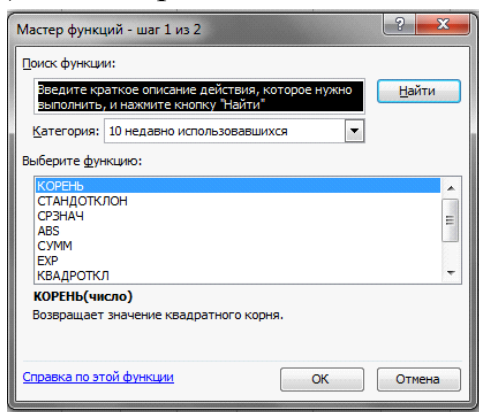 Мастер функций - шаг 1 из 2
Поиск функции:
Введите краткое описание действия, которое нужно
выполнить, и нажмите кнопку "Найти"
Найти
Категория: 10 недавно использовавшихся
Выберите функцию:
КОРЕНЬ
СТАНДОТКЛОН
СРЗНАЧ
ABS
СУММ
EXP
КВАДРОТКЛ
КОРЕНЬ(число)
Возвращает значение квадратного корня.
Справка по этой функции
ОК
Отмена